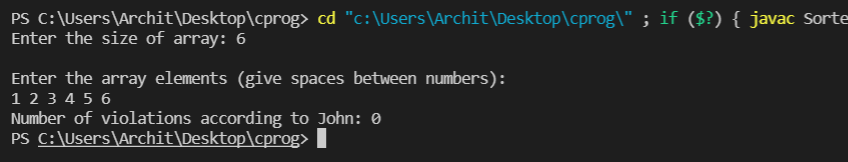 PS C:\Users\Archit\Desktop\cprog> cd "c:\Users\Archit\Desktop\cprog\" ; if ($?) { javac Sorte
Enter the size of array: 6
Enter the array elements (give spaces between numbers):
1 2 3 4 5 6
Number of violations according to John: 0
PS C:\Users\Archit\Desktop\cprog>